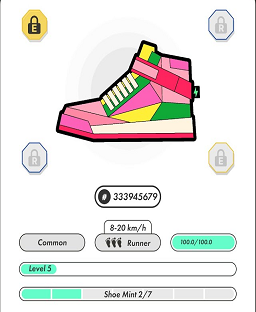 E
R
R
E
# 333945679
8-20 km/h
Common
Runner
100.0/100.0
Level 5
Shoe Mint 2/7